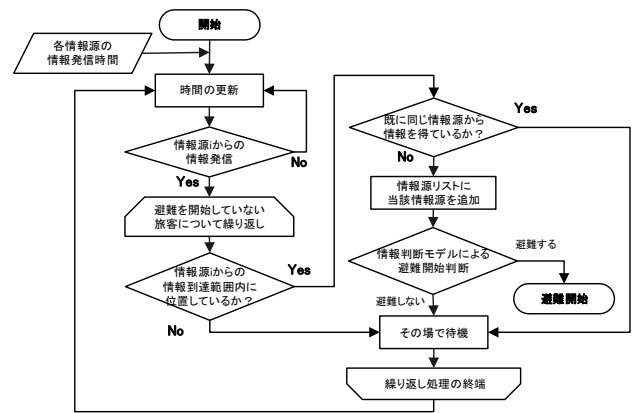 開始
各情報源の
情報発信時間
時間の更新
情報源iからの
情報発信
No
Yes
避難を開始していない
旅客について繰り返し
情報源iからの
情報到達範囲内に
位置しているか？
Yes
No
既に同じ情報源から
情報を得ているか？
Yes
No
情報源リストに
当該情報源を追加
情報判断モデルによる
避難開始判断
避難する
避難開始
避難しない
その場で待機
繰り返し処理の終端